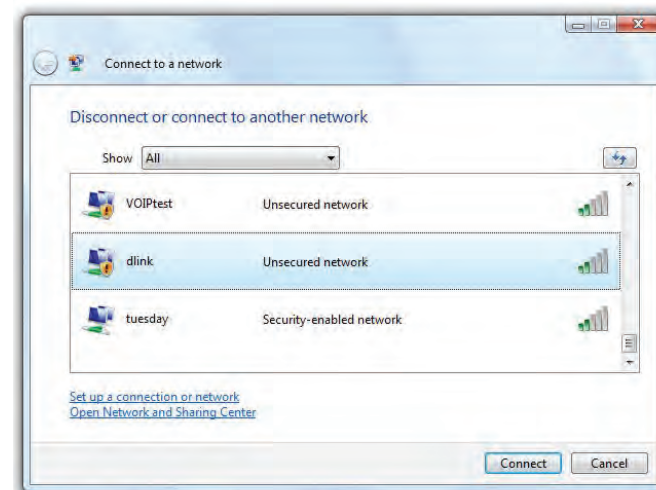 Connect to a network
Disconnect or connect to another network
Show All
VOIPtest Unsecured network
dlink Unsecured network
tuesday Security-enabled network
Set up a connection or network
Open Network and Sharing Center
Connect Cancel